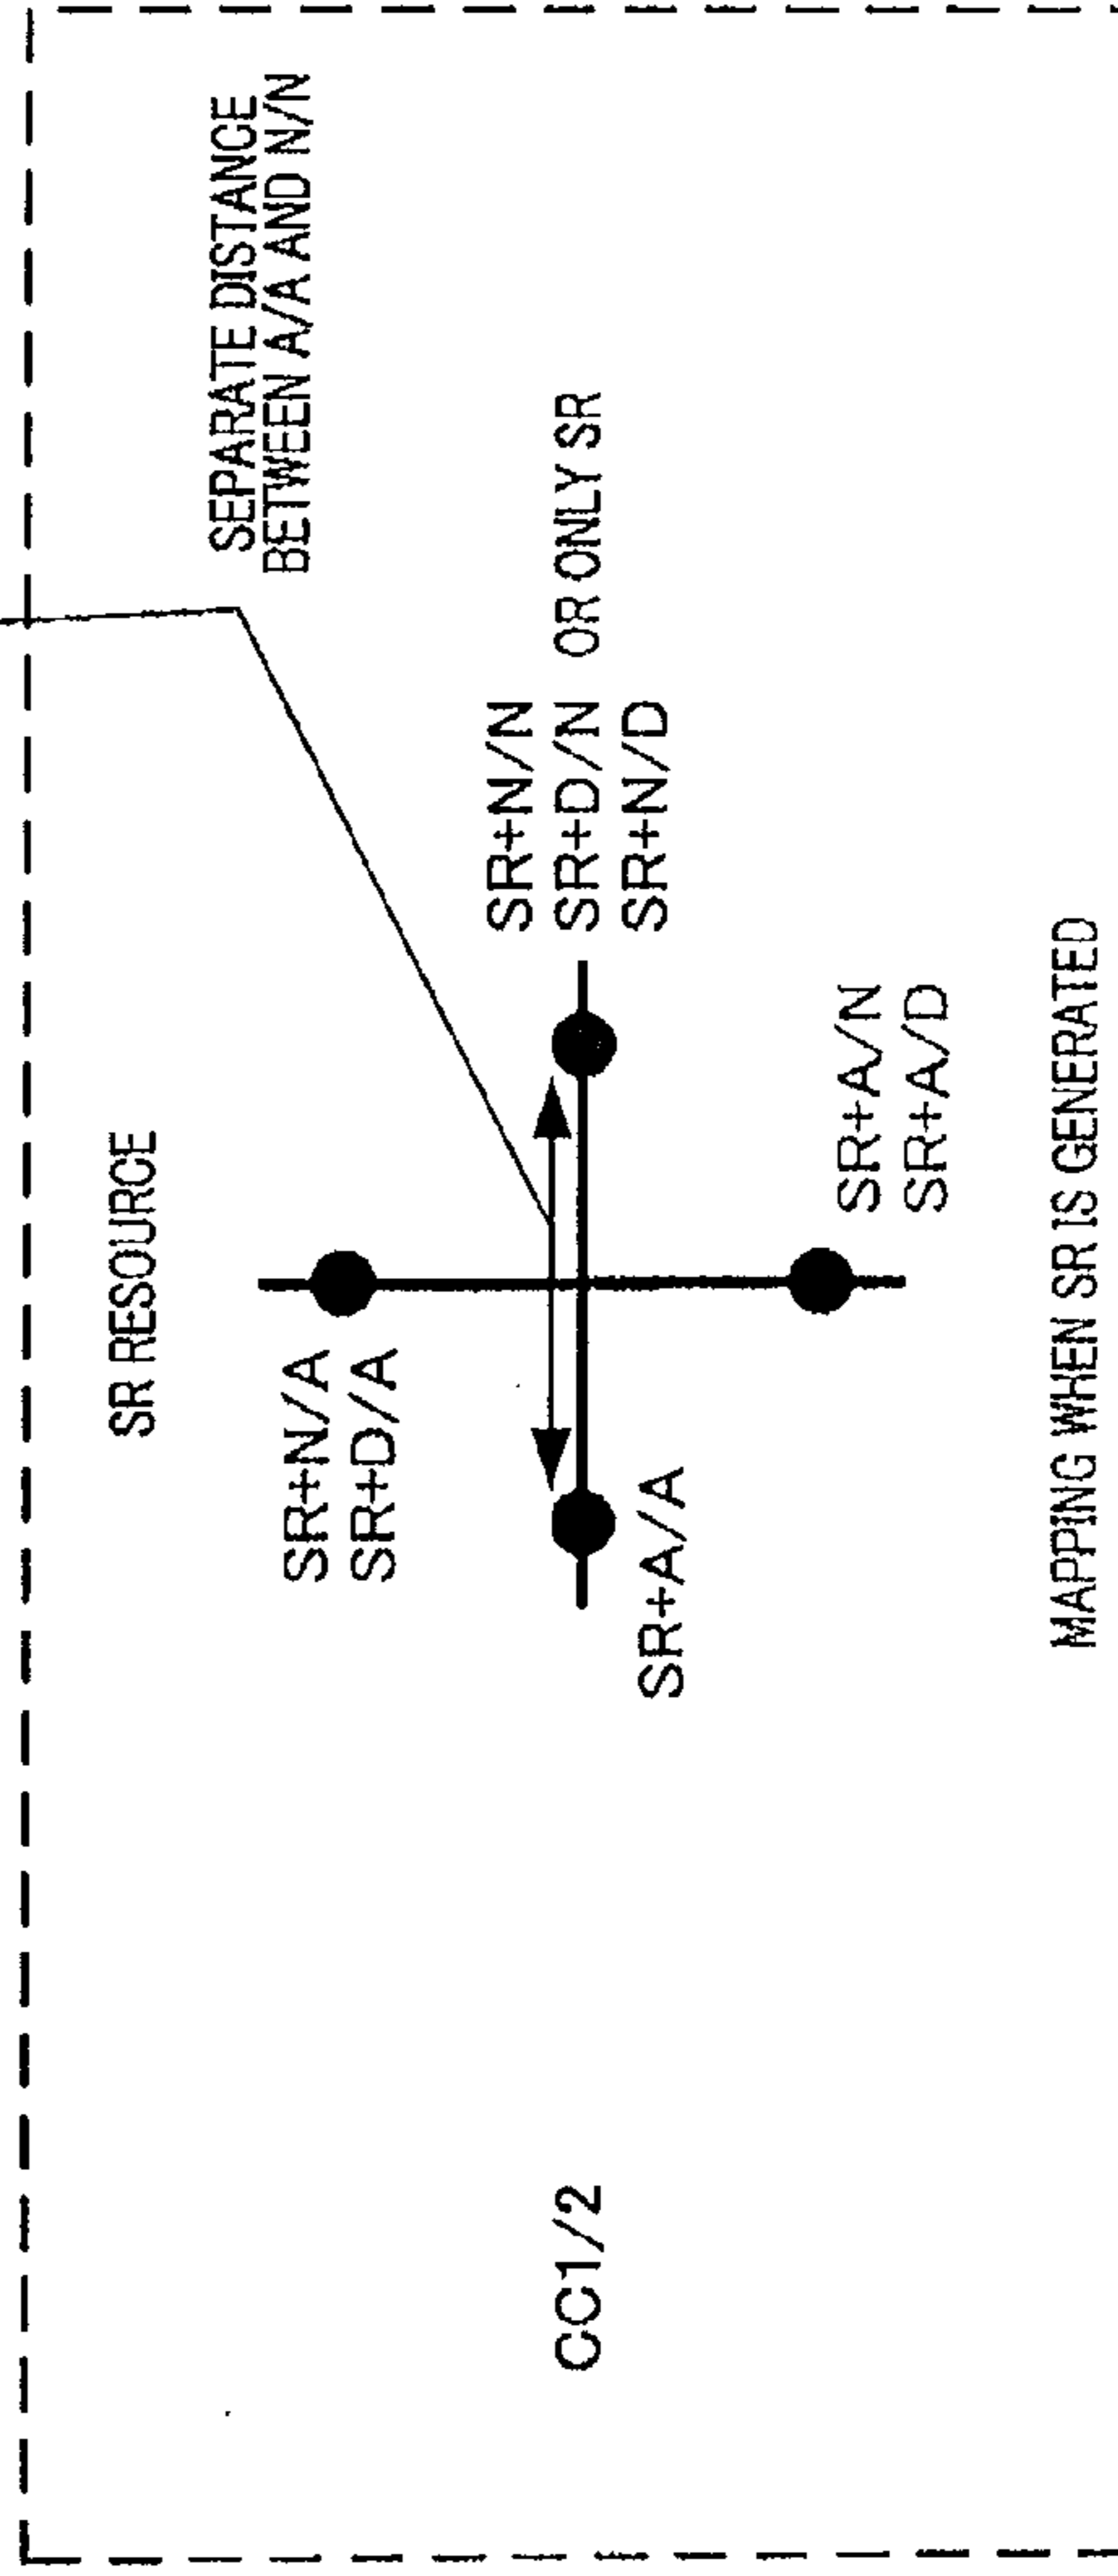 SR RESOURCE
SEPARATE DISTANCE
BETWEEN A/A AND N/N
SR+N/A
SR+D/A
SR+N/N
SR+D/N OR ONLY SR
SR+N/D
CC1/2
SR+A/A
SR+A/N
SR+A/D
MAPPING WHEN SR IS GENERATED